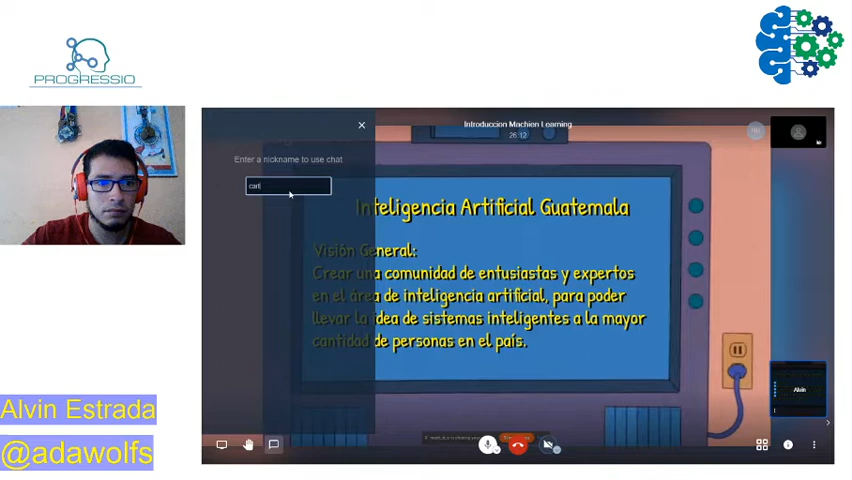 PROGRESSIO
Introduccion Machien Learning
26:12
Enter a nickname to use chat
carl
Inteligencia Artificial Guatemala
Visión General:
Crear una comunidad de entusiastas y expertos
en el área de inteligencia artificial, para poder
llevar la idea de sistemas inteligentes a la mayor
cantidad de personas en el país.
Alvin
Alvin Estrada
@adawolfs